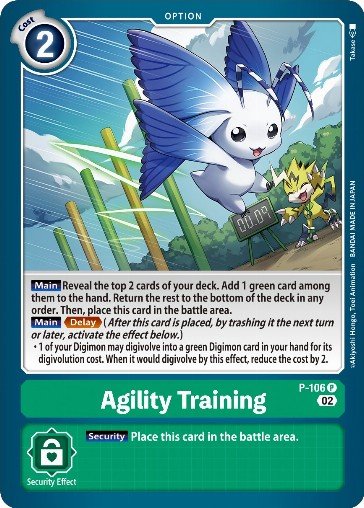 OPTION
Cost
2
Takase
00.09
©Akiyoshi Hongo, Toei Animation BANDAI MADE IN JAPAN
Main Reveal the top 2 cards of your deck. Add 1 green card among
them to the hand. Return the rest to the bottom of the deck in any
order. Then, place this card in the battle area.
Main Delay (After this card is placed, by trashing it the next turn
or later, activate the effect below.)
• 1 of your Digimon may digivolve into a green Digimon card in your hand for its
digivolution cost. When it would digivolve by this effect, reduce the cost by 2.
P-106 P
Agility Training
02
Security Place this card in the battle area.
Security Effect